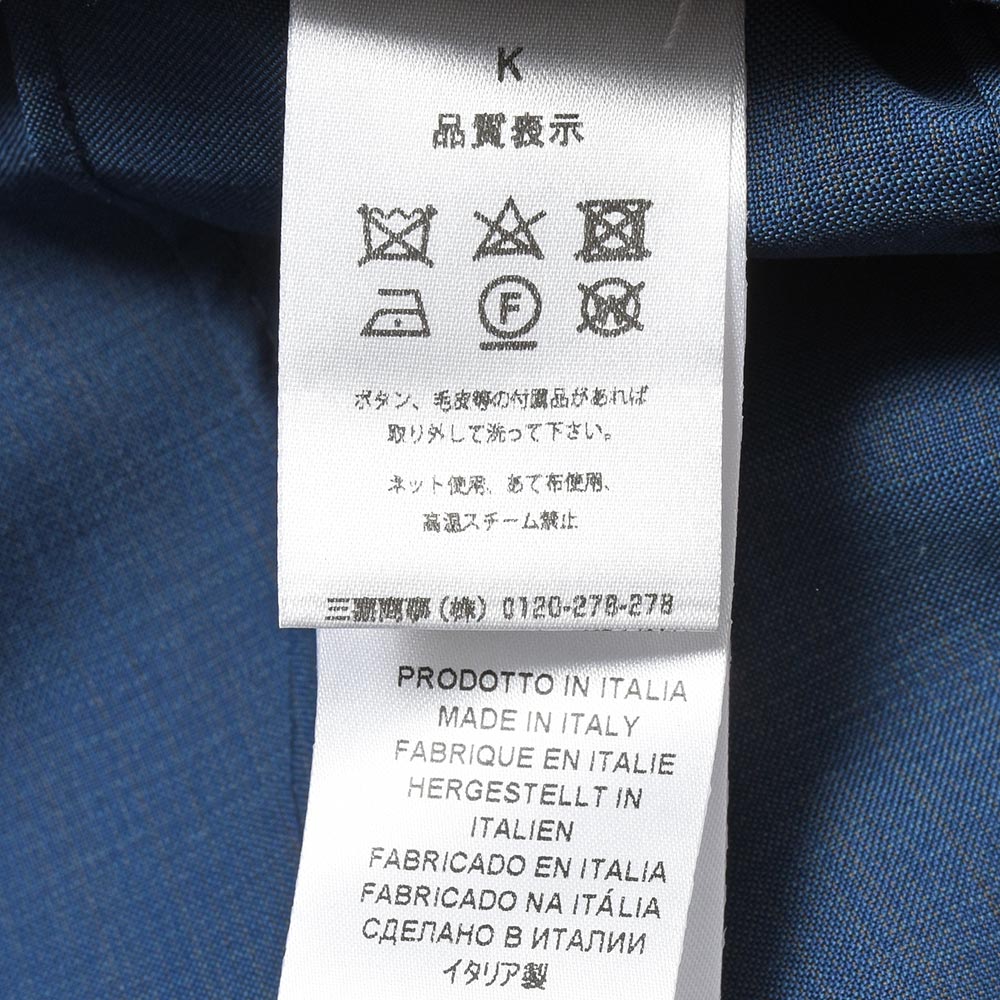 K
品質表示
F
W
ボタン、毛皮等の付属品があれば
取り外して洗って下さい。
ネット使用、あて布使用、
高温スチーム禁止
三喜商事(株) 0120-278-278
PRODOTTO IN ITALIA
MADE IN ITALY
FABRIQUE EN ITALIE
HERGESTELLT IN
ITALIEN
FABRICADO EN ITALIA
FABRICADO NA ITÁLIA
СДЕЛАНО В ИТАЛИИ
イタリア製